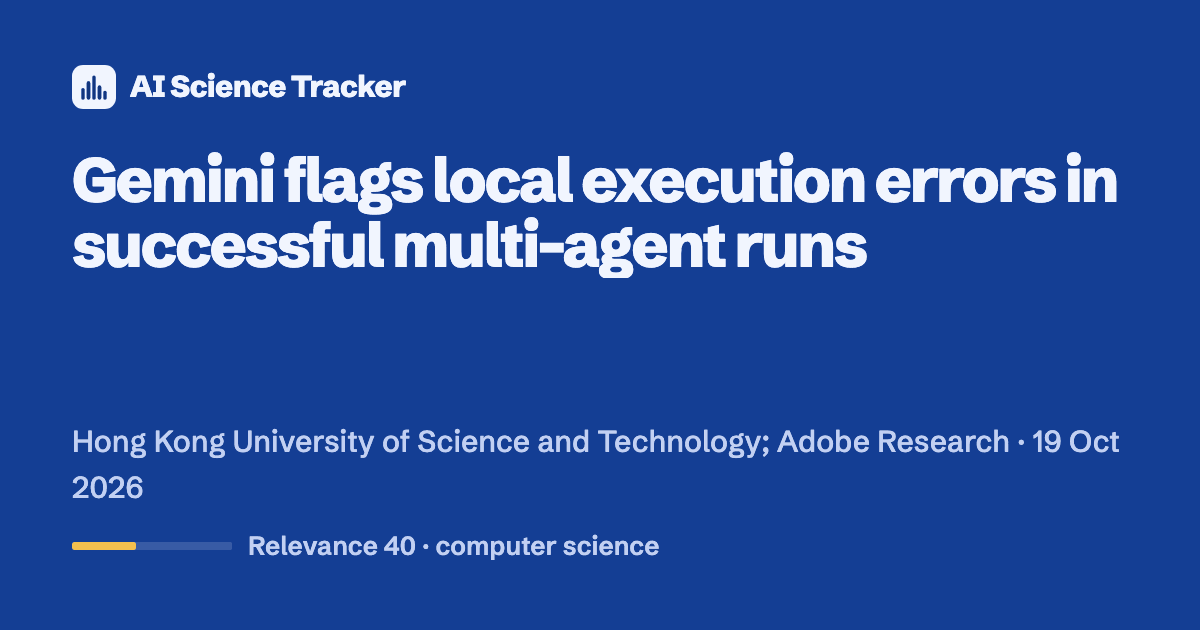 AI Science Tracker
Gemini flags local execution errors in
successful multi-agent runs
Hong Kong University of Science and Technology; Adobe Research · 19 Oct
2026
Relevance 40 · computer science